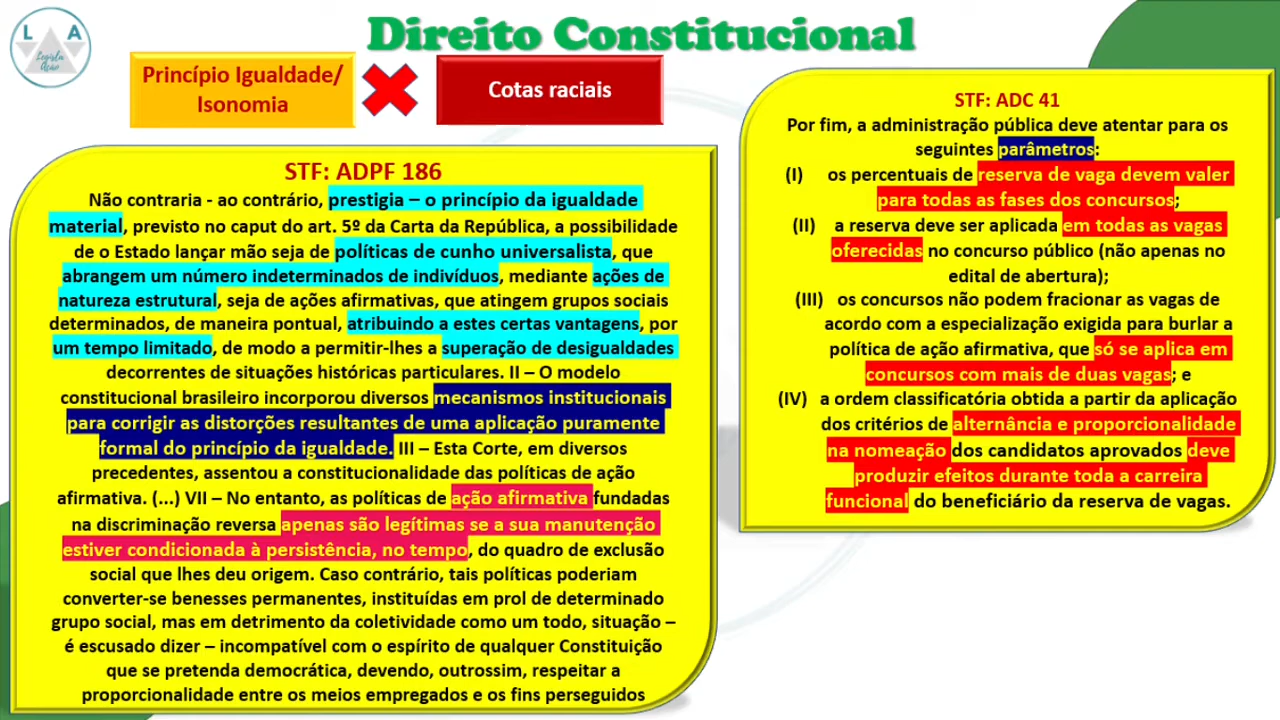 L A
Legisla
Ação
Direito Constitucional
Princípio Igualdade/
Isonomia
Cotas raciais
STF: ADPF 186
Não contraria - ao contrário, prestigia – o princípio da igualdade
material, previsto no caput do art. 5º da Carta da República, a possibilidade
de o Estado lançar mão seja de políticas de cunho universalista, que
abrangem um número indeterminados de indivíduos, mediante ações de
natureza estrutural, seja de ações afirmativas, que atingem grupos sociais
determinados, de maneira pontual, atribuindo a estes certas vantagens, por
um tempo limitado, de modo a permitir-lhes a superação de desigualdades
decorrentes de situações históricas particulares. II – O modelo
constitucional brasileiro incorporou diversos mecanismos institucionais
para corrigir as distorções resultantes de uma aplicação puramente
formal do princípio da igualdade. III – Esta Corte, em diversos
precedentes, assentou a constitucionalidade das políticas de ação
afirmativa. (...) VII – No entanto, as políticas de ação afirmativa fundadas
na discriminação reversa apenas são legítimas se a sua manutenção
estiver condicionada à persistência, no tempo, do quadro de exclusão
social que lhes deu origem. Caso contrário, tais políticas poderiam
converter-se benesses permanentes, instituídas em prol de determinado
grupo social, mas em detrimento da coletividade como um todo, situação –
é escusado dizer – incompatível com o espírito de qualquer Constituição
que se pretenda democrática, devendo, outrossim, respeitar a
proporcionalidade entre os meios empregados e os fins perseguidos
STF: ADC 41
Por fim, a administração pública deve atentar para os
seguintes parâmetros:
(I) os percentuais de reserva de vaga devem valer
para todas as fases dos concursos;
(II) a reserva deve ser aplicada em todas as vagas
oferecidas no concurso público (não apenas no
edital de abertura);
(III) os concursos não podem fracionar as vagas de
acordo com a especialização exigida para burlar a
política de ação afirmativa, que só se aplica em
concursos com mais de duas vagas; e
(IV) a ordem classificatória obtida a partir da aplicação
dos critérios de alternância e proporcionalidade
na nomeação dos candidatos aprovados deve
produzir efeitos durante toda a carreira
funcional do beneficiário da reserva de vagas.